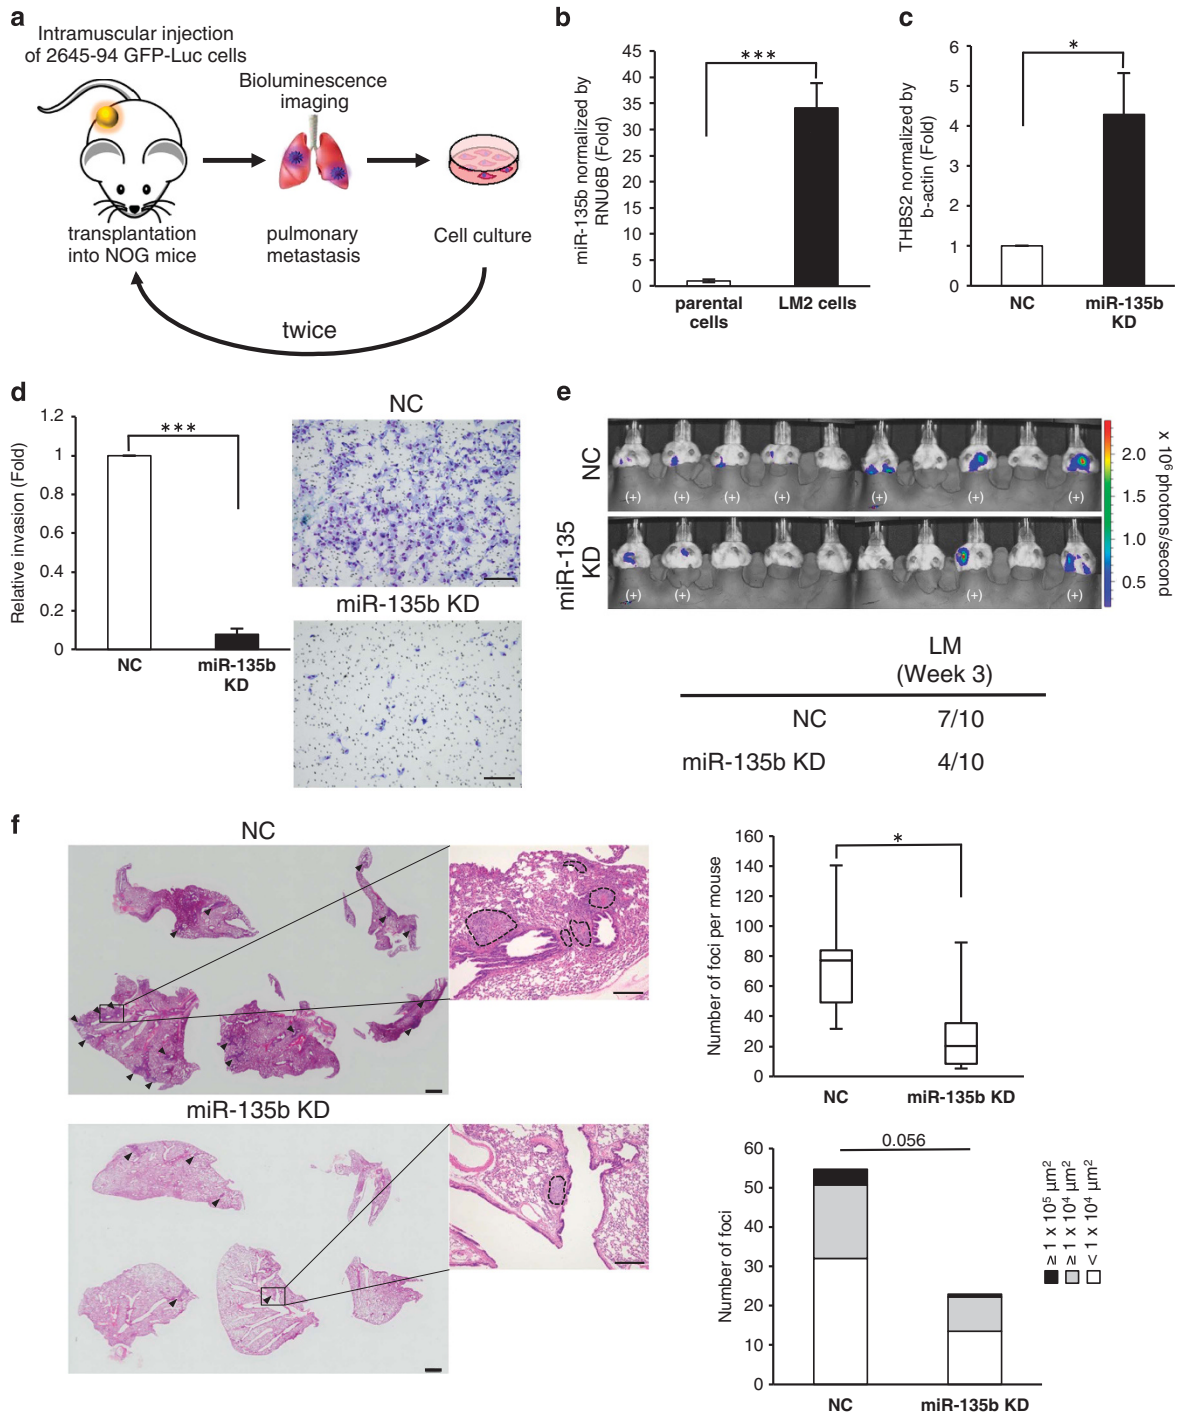 a
Intramuscular injection
of 2645-94 GFP-Luc cells
Bioluminescence
imaging
transplantation
into NOG mice
pulmonary
metastasis
Cell culture
twice
b
miR-135b normalized by
RNU6B (Fold)
45
40
35
30
25
20
15
10
5
0
***
parental
cells
LM2 cells
c
THBS2 normalized by
b-actin (Fold)
6
5
4
3
2
1
0
*
NC
miR-135b
KD
d
Relative invasion (Fold)
1.2
1
0.8
0.6
0.4
0.2
0
***
NC
miR-135b
KD
NC
miR-135b KD
e
NC
(+) (+) (+) (+) (+) (+) (+)
miR-135
KD
(+) (+) (+) (+)
2.0
1.5
1.0
0.5
x 10⁶ photons/second
LM
(Week 3)
NC 7/10
miR-135b KD 4/10
f
NC
miR-135b KD
Number of foci per mouse
160
140
120
100
80
60
40
20
0
*
NC
miR-135b KD
Number of foci
60
50
40
30
20
10
0
0.056
NC
miR-135b KD
≥ 1 x 10⁵ µm²
≥ 1 x 10⁴ µm²
< 1 x 10⁴ µm²